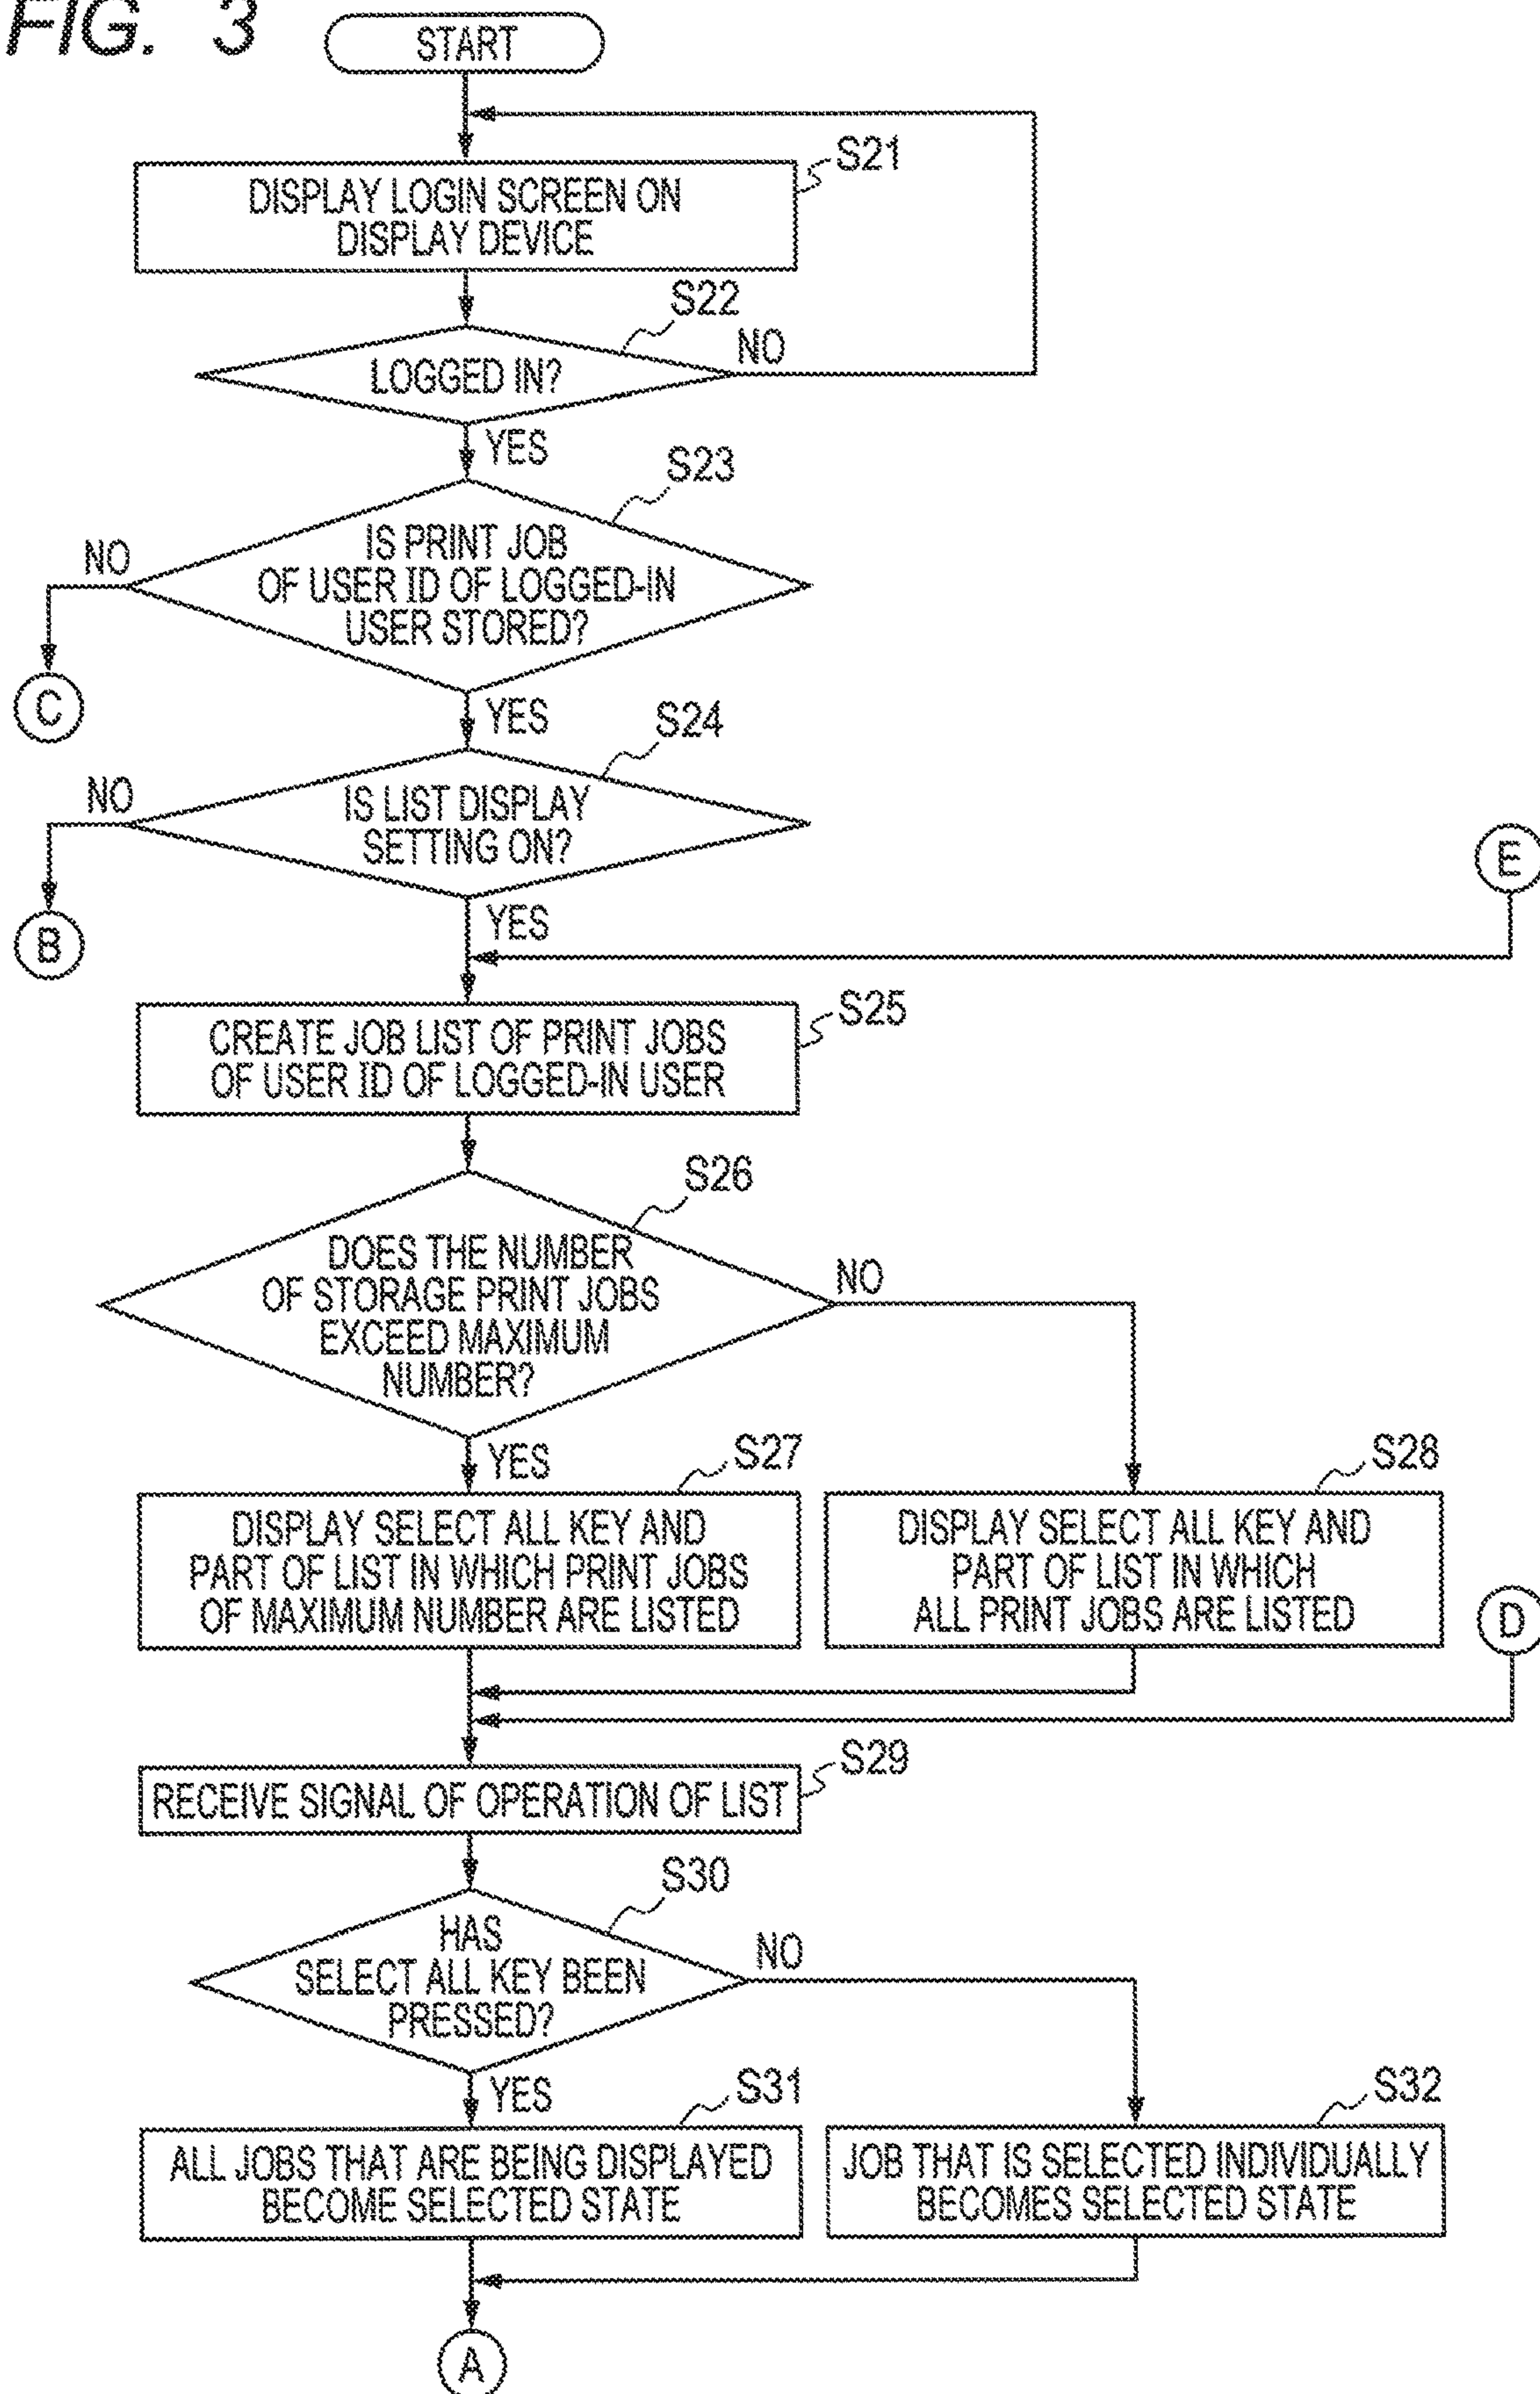 FIG. 3
START
S21
DISPLAY LOGIN SCREEN ON
DISPLAY DEVICE
S22
LOGGED IN?
NO
YES
S23
IS PRINT JOB
OF USER ID OF LOGGED-IN
USER STORED?
NO
C
YES
S24
IS LIST DISPLAY
SETTING ON?
NO
B
YES
E
S25
CREATE JOB LIST OF PRINT JOBS
OF USER ID OF LOGGED-IN USER
S26
DOES THE NUMBER
OF STORAGE PRINT JOBS
EXCEED MAXIMUM
NUMBER?
NO
YES
S27
DISPLAY SELECT ALL KEY AND
PART OF LIST IN WHICH PRINT JOBS
OF MAXIMUM NUMBER ARE LISTED
S28
DISPLAY SELECT ALL KEY AND
PART OF LIST IN WHICH
ALL PRINT JOBS ARE LISTED
D
S29
RECEIVE SIGNAL OF OPERATION OF LIST
S30
HAS
SELECT ALL KEY BEEN
PRESSED?
NO
YES
S31
ALL JOBS THAT ARE BEING DISPLAYED
BECOME SELECTED STATE
S32
JOB THAT IS SELECTED INDIVIDUALLY
BECOMES SELECTED STATE
A